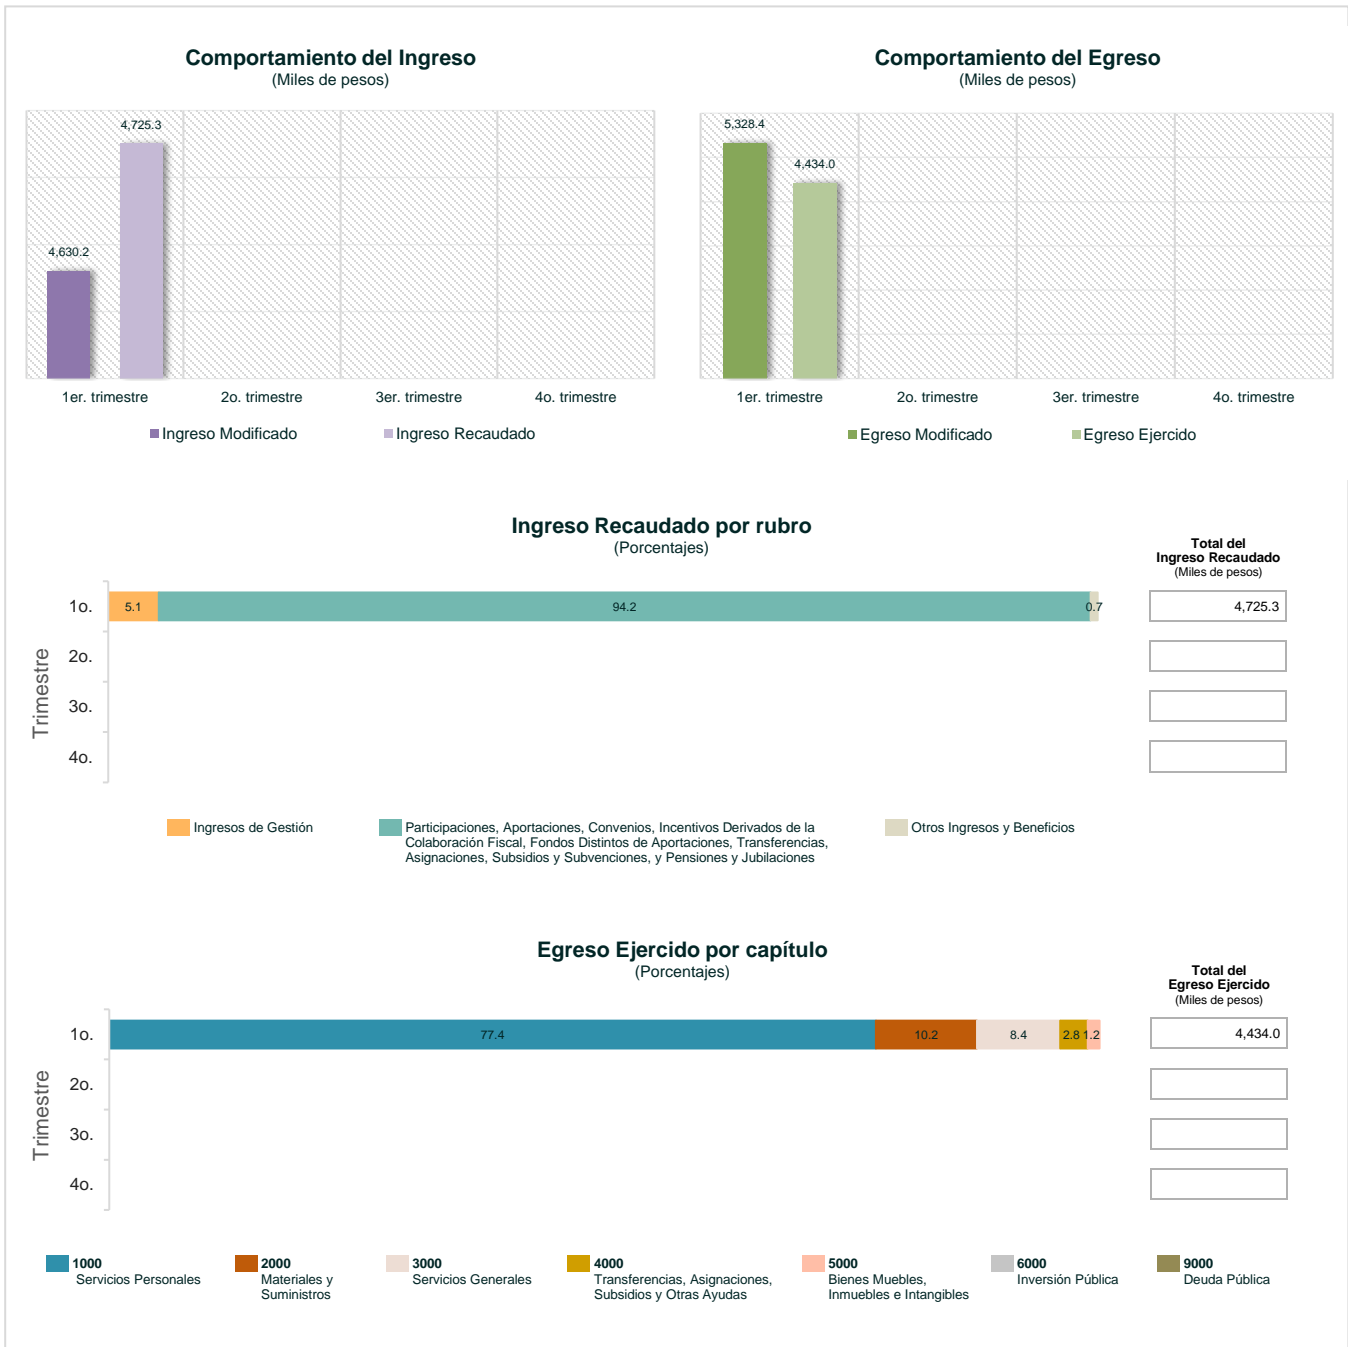 Comportamiento del Ingreso
(Miles de pesos)
4,725.3
4,630.2
1er. trimestre
2o. trimestre
3er. trimestre
4o. trimestre
Ingreso Modificado
Ingreso Recaudado
Comportamiento del Egreso
(Miles de pesos)
5,328.4
4,434.0
1er. trimestre
2o. trimestre
3er. trimestre
4o. trimestre
Egreso Modificado
Egreso Ejercido
Ingreso Recaudado por rubro
(Porcentajes)
Total del
Ingreso Recaudado
(Miles de pesos)
Trimestre
1o.
5.1
94.2
0.7
4,725.3
2o.
3o.
4o.
Ingresos de Gestión
Participaciones, Aportaciones, Convenios, Incentivos Derivados de la
Colaboración Fiscal, Fondos Distintos de Aportaciones, Transferencias,
Asignaciones, Subsidios y Subvenciones, y Pensiones y Jubilaciones
Otros Ingresos y Beneficios
Egreso Ejercido por capítulo
(Porcentajes)
Total del
Egreso Ejercido
(Miles de pesos)
Trimestre
1o.
77.4
10.2
8.4
2.8
1.2
4,434.0
2o.
3o.
4o.
1000
Servicios Personales
2000
Materiales y
Suministros
3000
Servicios Generales
4000
Transferencias, Asignaciones,
Subsidios y Otras Ayudas
5000
Bienes Muebles,
Inmuebles e Intangibles
6000
Inversión Pública
9000
Deuda Pública